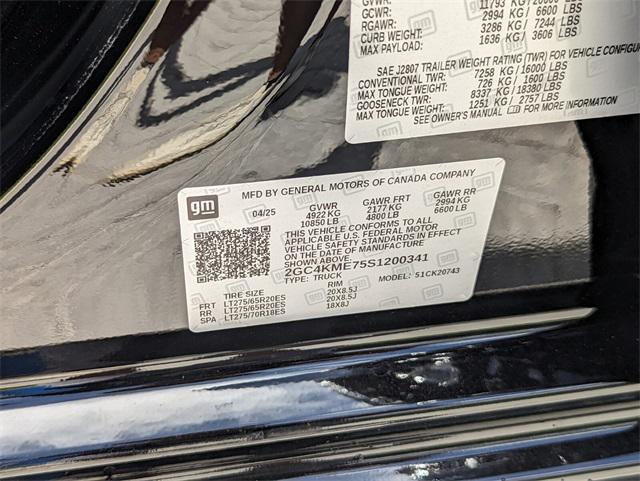 GVWR: 11793 KG/
GCWR: 2994 KG / 6600 LBS
RGAWR: 3286 KG / 7244 LBS
CURB WEIGHT: 1636 KG / 3606 LBS
MAX PAYLOAD:
SAE J2807 TRAILER WEIGHT RATING (TWR) FOR VEHICLE
CONVENTIONAL TWR: 7258 KG / 16000 LBS
MAX TONGUE WEIGHT: 726 KG / 1600 LBS
GOOSENECK TWR: 8337 KG / 18380 LBS
MAX TONGUE WEIGHT: 1251 KG / 2757 LBS
SEE OWNER'S MANUAL FOR MORE INFORMATION
gm
MFD BY GENERAL MOTORS OF CANADA COMPANY
04/25 GVWR GAWR FRT GAWR RR
4922 KG 2177 KG 2994 KG
10850 LB 4800 LB 6600 LB
THIS VEHICLE CONFORMS TO ALL
APPLICABLE U.S. FEDERAL MOTOR
VEHICLE SAFETY STANDARDS IN EFFECT ON
THE DATE OF MANUFACTURE SHOWN ABOVE.
2GC4KME75S1200341
TYPE: TRUCK MODEL: 51CK20743
TIRE SIZE RIM
FRT LT275/65R20ES 20X8.5J
RR LT275/65R20ES 20X8.5J
SPA LT275/70R18ES 18X8J